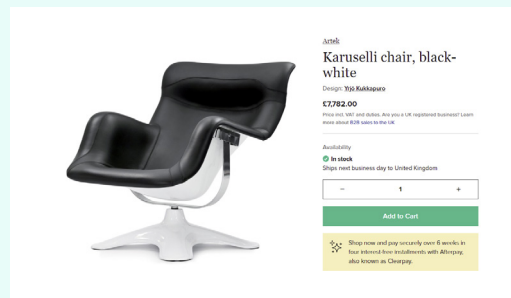 Artek
Karuselli chair, black-
white
Design: Yrjö Kukkapuro
£7,782.00
Price incl. VAT and duties. Are you a UK registered business? Learn
more about B2B sales to the UK
Availability
In stock
Ships next business day to United Kingdom
− 1 +
Add to Cart
Shop now and pay securely over 6 weeks in
four interest-free installments with Afterpay,
also known as Clearpay.